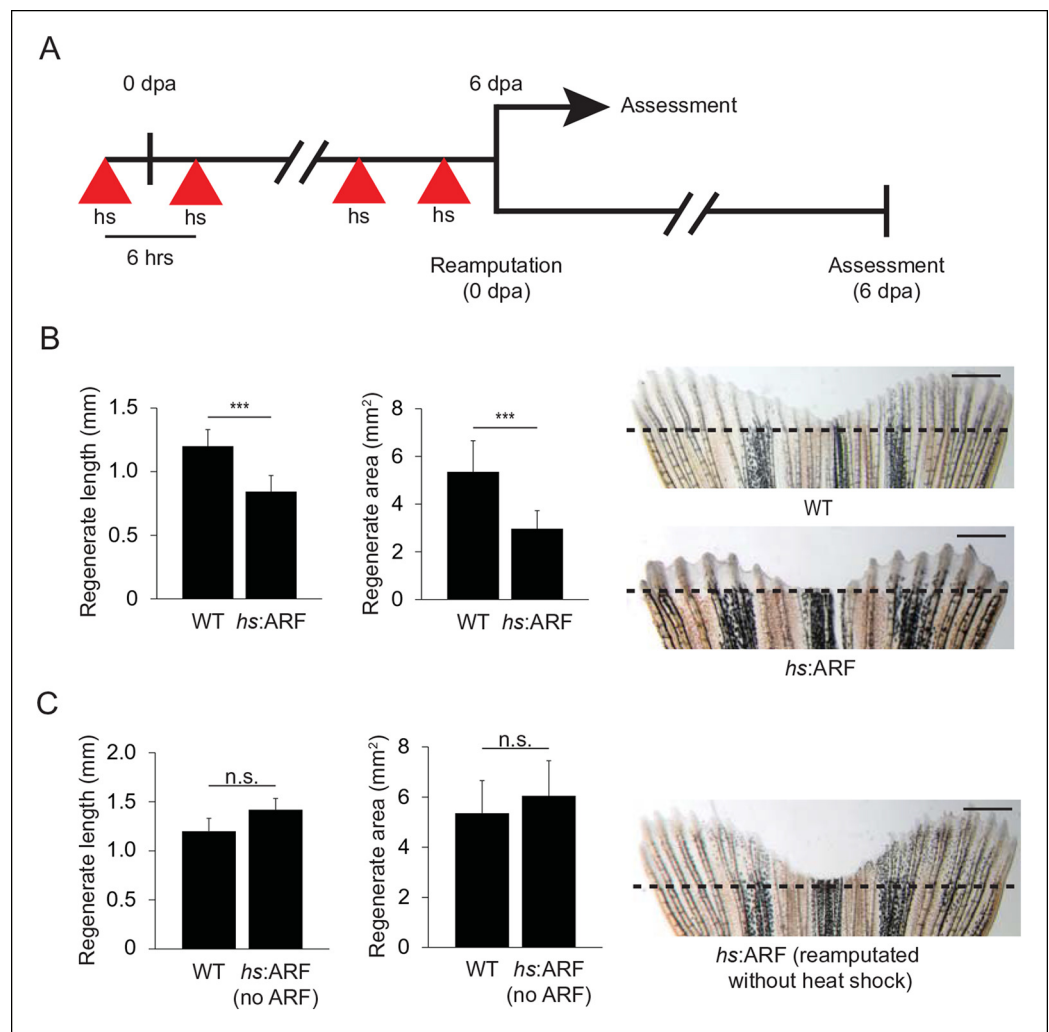 A
0 dpa
6 dpa
Assessment
hs
hs
hs
hs
6 hrs
Reamputation
(0 dpa)
Assessment
(6 dpa)
B
Regenerate length (mm)
1.5
1.0
0.5
0
***
WT
hs:ARF
Regenerate area (mm²)
8
6
4
2
0
***
WT
hs:ARF
WT
hs:ARF
C
Regenerate length (mm)
2.0
1.5
1.0
0.5
0
n.s.
WT
hs:ARF
(no ARF)
Regenerate area (mm²)
8
6
4
2
0
n.s.
WT
hs:ARF
(no ARF)
hs:ARF (reamputated
without heat shock)